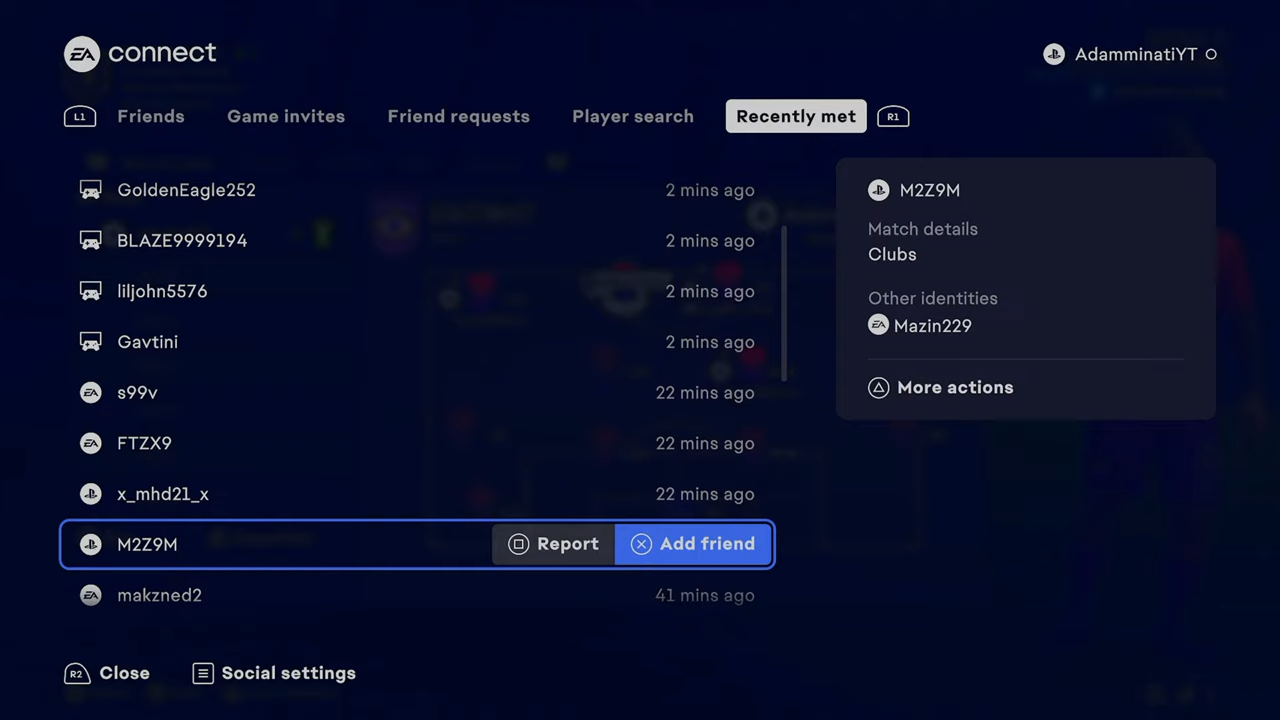 EA connect
AdamminatiYT
L1 Friends Game invites Friend requests Player search Recently met R1
GoldenEagle252 2 mins ago
BLAZE9999194 2 mins ago
liljohn5576 2 mins ago
Gavtini 2 mins ago
s99v 22 mins ago
FTZX9 22 mins ago
x_mhd21_x 22 mins ago
M2Z9M Report Add friend
makzned2 41 mins ago
M2Z9M
Match details
Clubs
Other identities
EA Mazin229
More actions
R2 Close Social settings